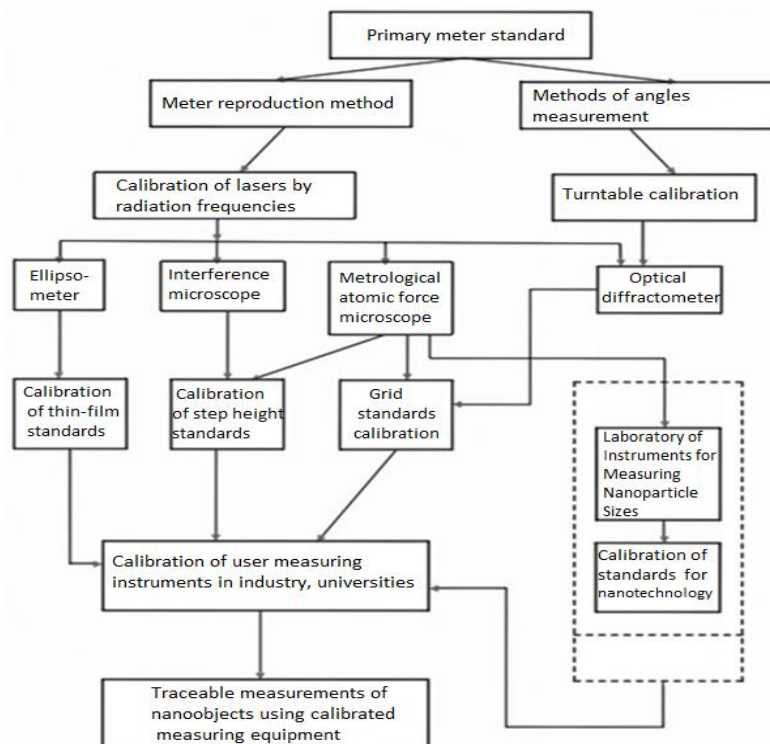 Primary meter standard
Meter reproduction method
Methods of angles
measurement
Calibration of lasers by
radiation frequencies
Turntable calibration
Ellipso-
meter
Interference
microscope
Metrological
atomic force
microscope
Optical
diffractometer
Calibration
of thin-film
standards
Calibration
of step height
standards
Grid
standards
calibration
Laboratory of
Instruments for
Measuring
Nanoparticle
Sizes
Calibration of
standards for
nanotechnology
Calibration of user measuring
instruments in industry, universities
Traceable measurements of
nanoobjects using calibrated
measuring equipment